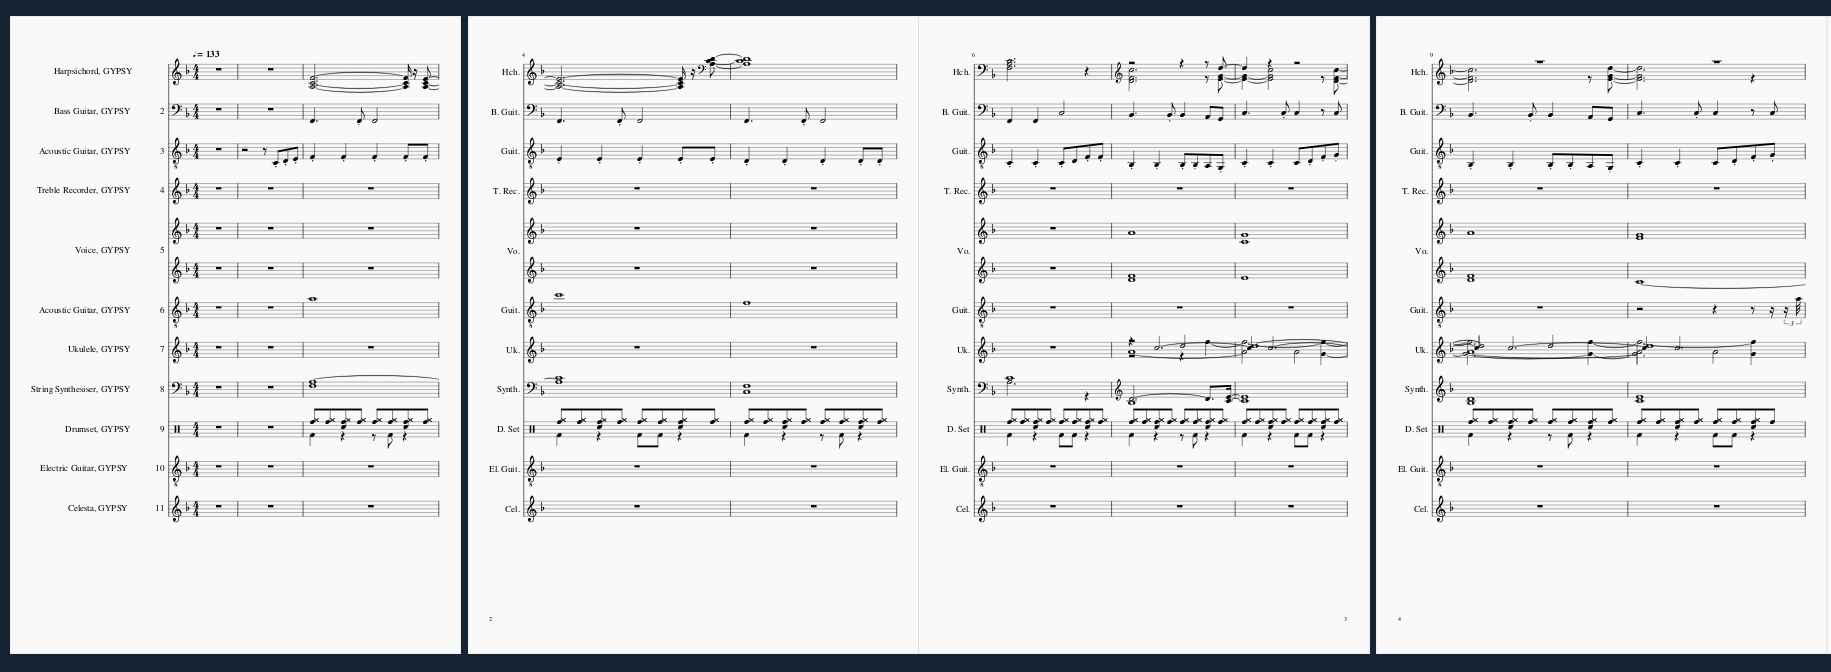 ♩ = 133
Harpsichord, GYPSY
Bass Guitar, GYPSY 2
Acoustic Guitar, GYPSY 3
Treble Recorder, GYPSY 4
Voice, GYPSY 5
Acoustic Guitar, GYPSY 6
Ukulele, GYPSY 7
String Synthesiser, GYPSY 8
Drumset, GYPSY 9
Electric Guitar, GYPSY 10
Celesta, GYPSY 11
4
Hch.
B. Guit.
Guit.
T. Rec.
Vo.
Guit.
Uk.
Synth.
D. Set
El. Guit.
Cel.
2
6
Hch.
B. Guit.
Guit.
T. Rec.
Vo.
Guit.
Uk.
Synth.
D. Set
El. Guit.
Cel.
3
9
Hch.
B. Guit.
Guit.
T. Rec.
Vo.
Guit.
3
Uk.
Synth.
D. Set
El. Guit.
Cel.
4